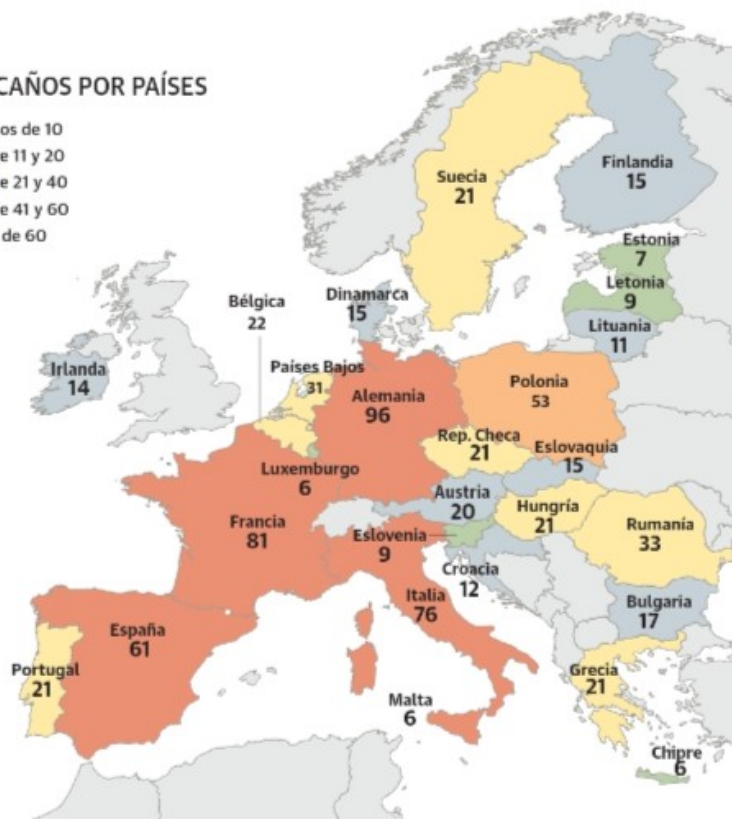 CAÑOS POR PAÍSES
os de 10
e 11 y 20
e 21 y 40
e 41 y 60
de 60
Suecia
21
Finlandia
15
Estonia
7
Letonia
9
Lituania
11
Dinamarca
15
Bélgica
22
Irlanda
14
Países Bajos
31
Alemania
96
Polonia
53
Rep. Checa
21
Eslovaquia
15
Luxemburgo
6
Austria
20
Hungría
21
Rumanía
33
Francia
81
Eslovenia
9
Croacia
12
Italia
76
Bulgaria
17
España
61
Portugal
21
Grecia
21
Malta
6
Chipre
6